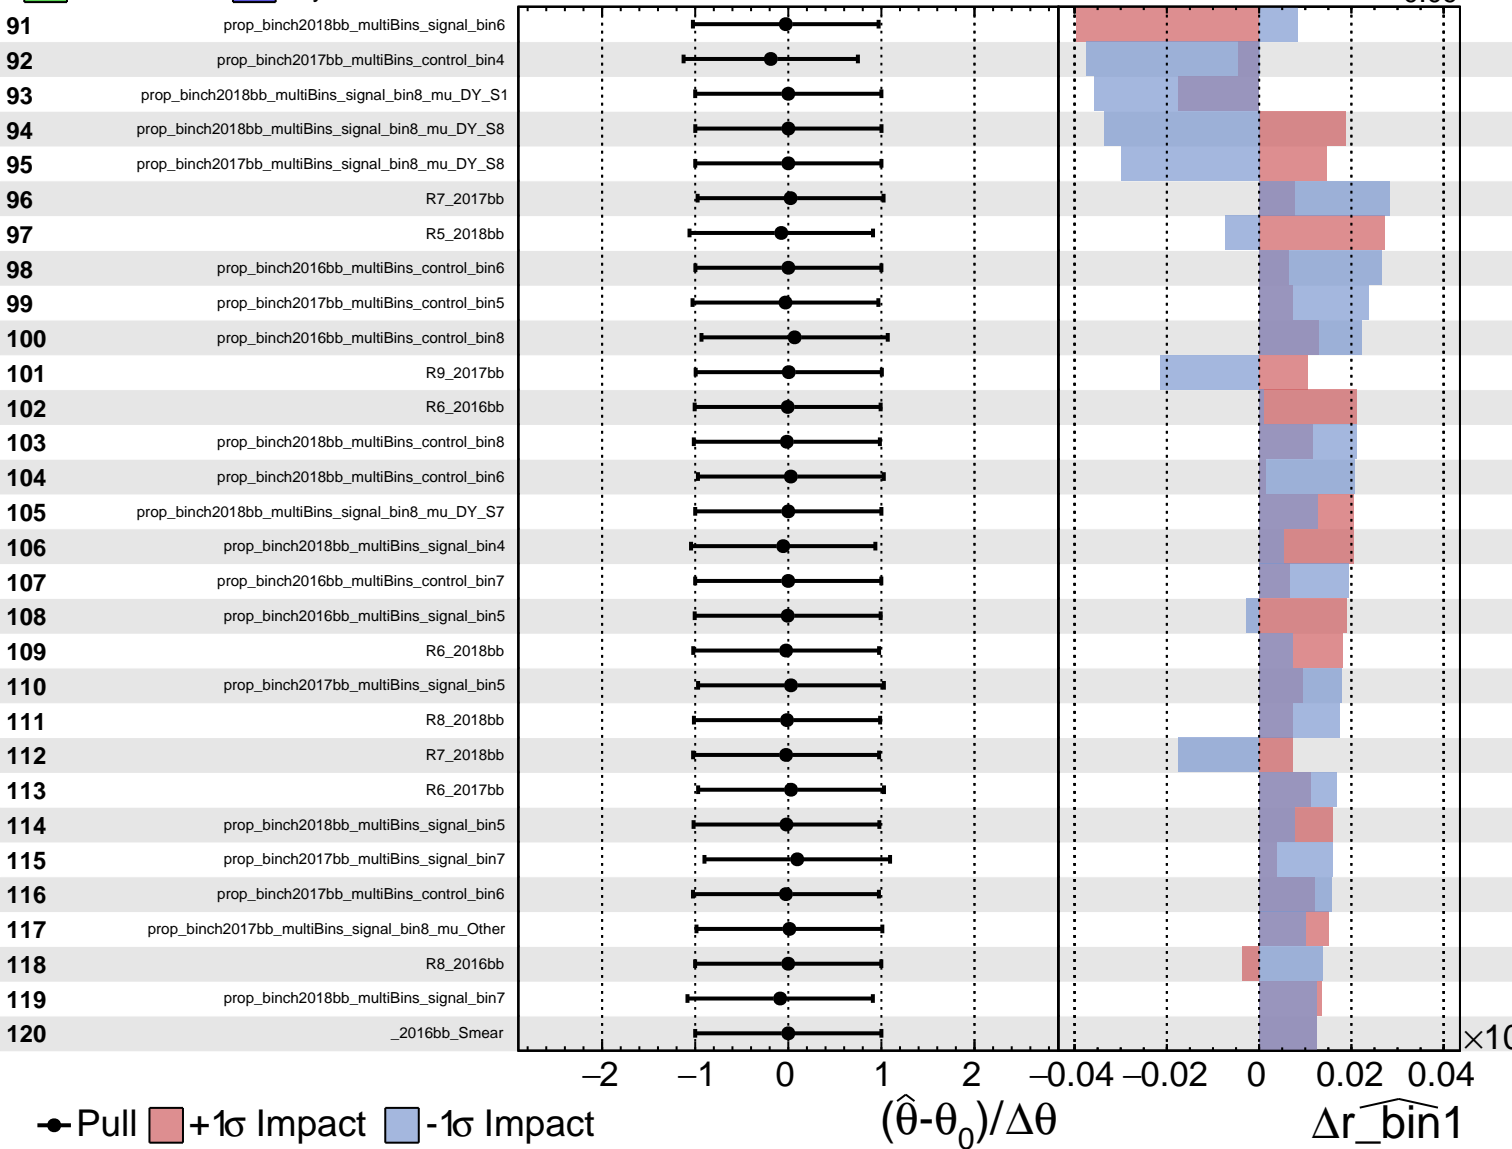 91 prop_binch2018bb_multiBins_signal_bin6
92 prop_binch2017bb_multiBins_control_bin4
93 prop_binch2018bb_multiBins_signal_bin8_mu_DY_S1
94 prop_binch2018bb_multiBins_signal_bin8_mu_DY_S8
95 prop_binch2017bb_multiBins_signal_bin8_mu_DY_S8
96 R7_2017bb
97 R5_2018bb
98 prop_binch2016bb_multiBins_control_bin6
99 prop_binch2017bb_multiBins_control_bin5
100 prop_binch2016bb_multiBins_control_bin8
101 R9_2017bb
102 R6_2016bb
103 prop_binch2018bb_multiBins_control_bin8
104 prop_binch2018bb_multiBins_control_bin6
105 prop_binch2018bb_multiBins_signal_bin8_mu_DY_S7
106 prop_binch2018bb_multiBins_signal_bin4
107 prop_binch2016bb_multiBins_control_bin7
108 prop_binch2016bb_multiBins_signal_bin5
109 R6_2018bb
110 prop_binch2017bb_multiBins_signal_bin5
111 R8_2018bb
112 R7_2018bb
113 R6_2017bb
114 prop_binch2018bb_multiBins_signal_bin5
115 prop_binch2017bb_multiBins_signal_bin7
116 prop_binch2017bb_multiBins_control_bin6
117 prop_binch2017bb_multiBins_signal_bin8_mu_Other
118 R8_2016bb
119 prop_binch2018bb_multiBins_signal_bin7
120 _2016bb_Smear ×10
−2 −1 0 1 2 −0.04 −0.02 0 0.02 0.04
Pull +1σ Impact -1σ Impact (θ̂-θ₀)/Δθ Δr_bin1